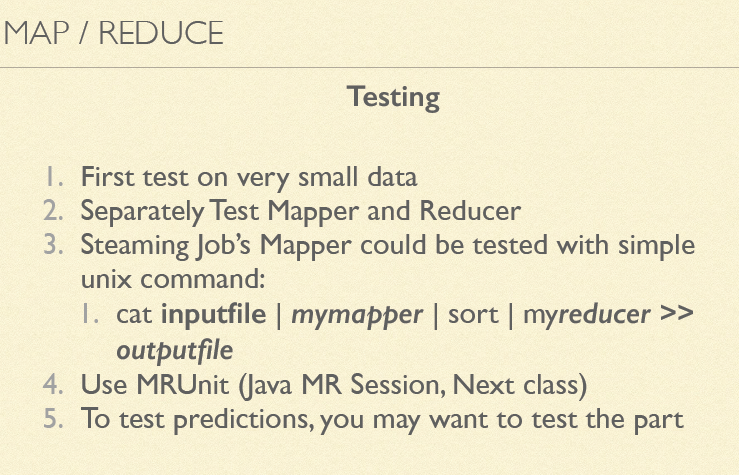 MAP / REDUCE
Testing
1. First test on very small data
2. Separately Test Mapper and Reducer
3. Steaming Job's Mapper could be tested with simple
unix command:
1. cat inputfile | mymapper | sort | myreducer >>
outputfile
4. Use MRUnit (Java MR Session, Next class)
5. To test predictions, you may want to test the part